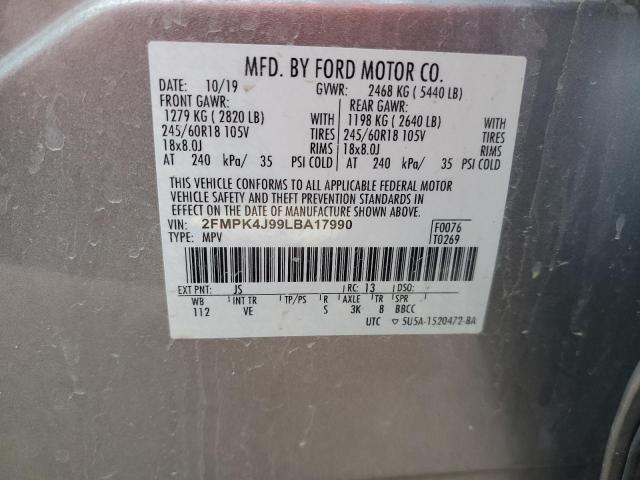 MFD. BY FORD MOTOR CO.
DATE: 10/19 GVWR: 2468 KG ( 5440 LB)
FRONT GAWR: REAR GAWR:
1279 KG ( 2820 LB) 1198 KG ( 2640 LB)
245/60R18 105V TIRES 245/60R18 105V TIRES
18x8.0J RIMS 18x8.0J RIMS
AT 240 kPa/ 35 PSI COLD AT 240 kPa/ 35 PSI COLD
THIS VEHICLE CONFORMS TO ALL APPLICABLE FEDERAL MOTOR
VEHICLE SAFETY AND THEFT PREVENTION STANDARDS IN
EFFECT ON THE DATE OF MANUFACTURE SHOWN ABOVE.
VIN: 2FMPK4J99LBA17990 F0076
TYPE: MPV T0269
EXT PNT: JS RC: 13 DSO:
WB INT TR TP/PS R AXLE TR SPR
112 VE S 3K 8 BBCC
UTC ▽ 5U5A-1520472-BA